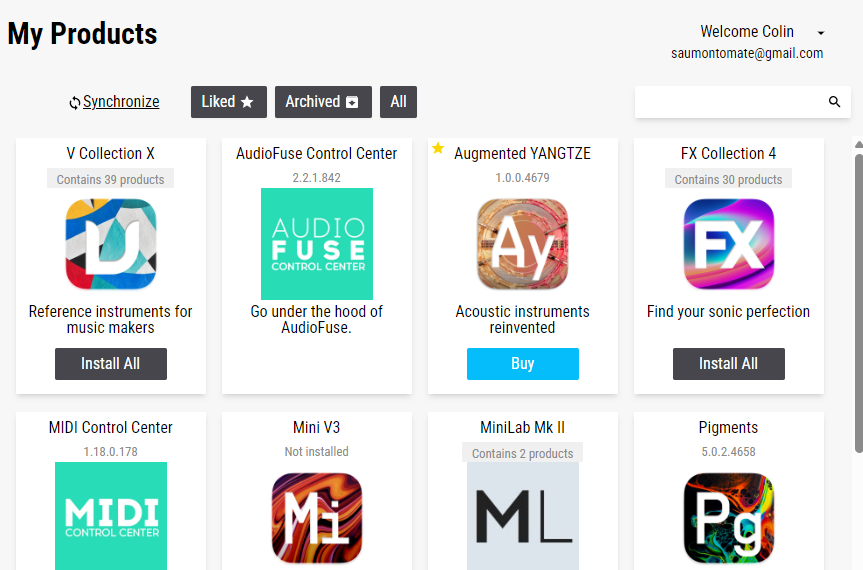 My Products
Welcome Colin
saumontomate@gmail.com
Synchronize
Liked
Archived
All
V Collection X
Contains 39 products
Reference instruments for
music makers
Install All
AudioFuse Control Center
2.2.1.842
AUDIO
FUSE
CONTROL CENTER
Go under the hood of
AudioFuse.
Augmented YANGTZE
1.0.0.4679
Ay
Acoustic instruments
reinvented
Buy
FX Collection 4
Contains 30 products
FX
Find your sonic perfection
Install All
MIDI Control Center
1.18.0.178
MIDI
CONTROL CENTER
Mini V3
Not installed
Mi
MiniLab Mk II
Contains 2 products
ML
Pigments
5.0.2.4658
Pg